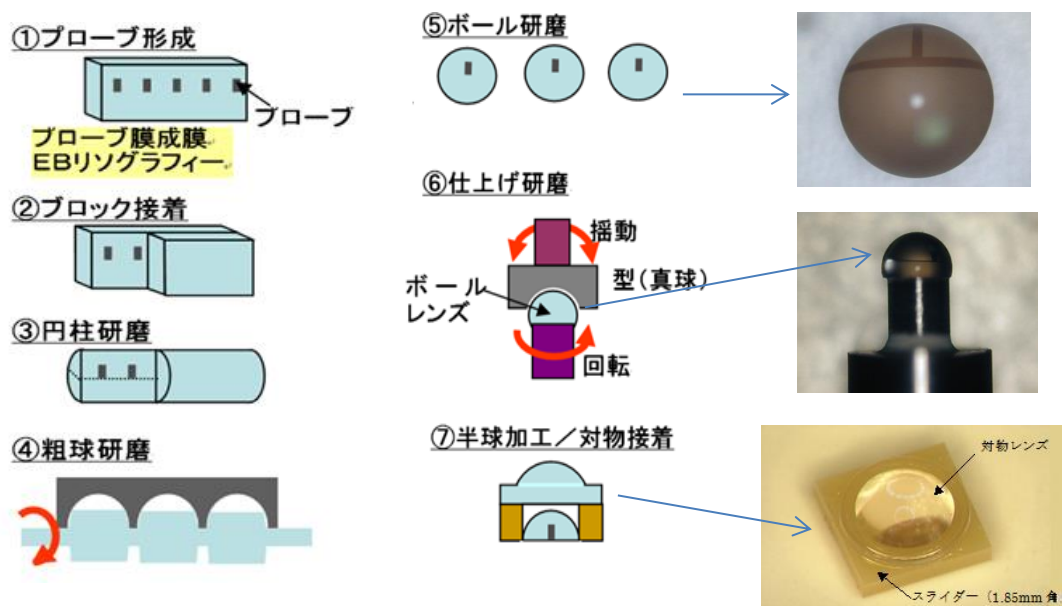 ①プローブ形成
プローブ
プローブ膜成膜
EBリソグラフィー
②ブロック接着
③円柱研磨
④粗球研磨
⑤ボール研磨
⑥仕上げ研磨
揺動
型(真球)
ボール
レンズ
回転
⑦半球加工／対物接着
対物レンズ
スライダー（1.85mm 角